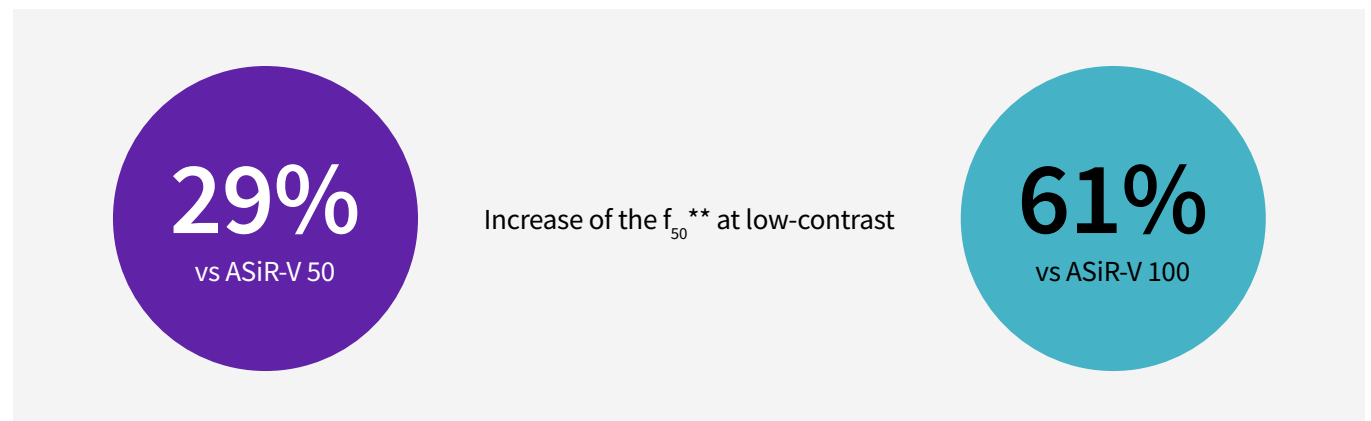 29%
vs ASiR-V 50
Increase of the f50** at low-contrast
61%
vs ASiR-V 100